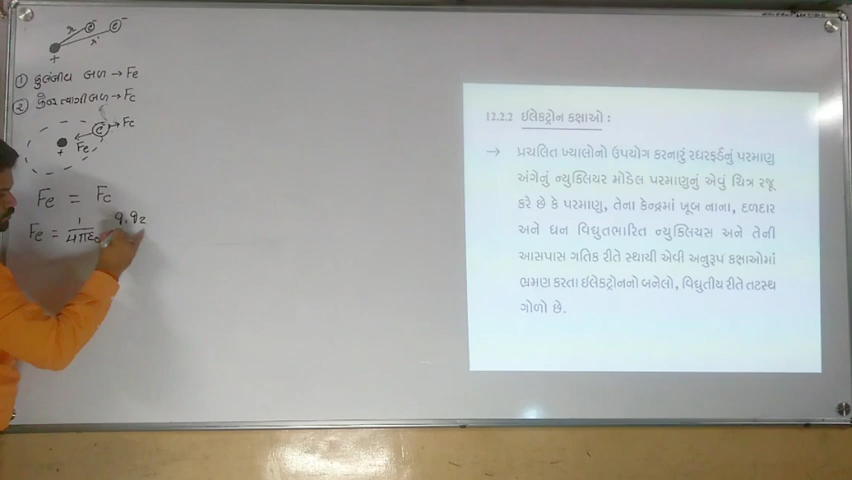 r e⁻ e⁻
r'
+
① કુલંબીય બળ → Fe
② કેન્દ્રત્યાગી બળ → Fc
e⁻ → Fc
Fe
+
Fe = Fc
Fe = 1/4πε₀ q₁q₂
12.2.2 ઇલેક્ટ્રોન કક્ષાઓ :
→ પ્રચલિત ખ્યાલોનો ઉપયોગ કરનારું રધરફર્ડનું પરમાણુ
અંગેનું ન્યુક્લિયર મોડેલ પરમાણુનું એવું ચિત્ર રજૂ
કરે છે કે પરમાણુ, તેના કેન્દ્રમાં ખૂબ નાના, દળદાર
અને ધન વિદ્યુતભારિત ન્યુક્લિયસ અને તેની
આસપાસ ગતિક રીતે સ્થાયી એવી અનુરૂપ કક્ષાઓમાં
ભ્રમણ કરતા ઇલેક્ટ્રોનનો બનેલો, વિદ્યુતીય રીતે તટસ્થ
ગોળો છે.